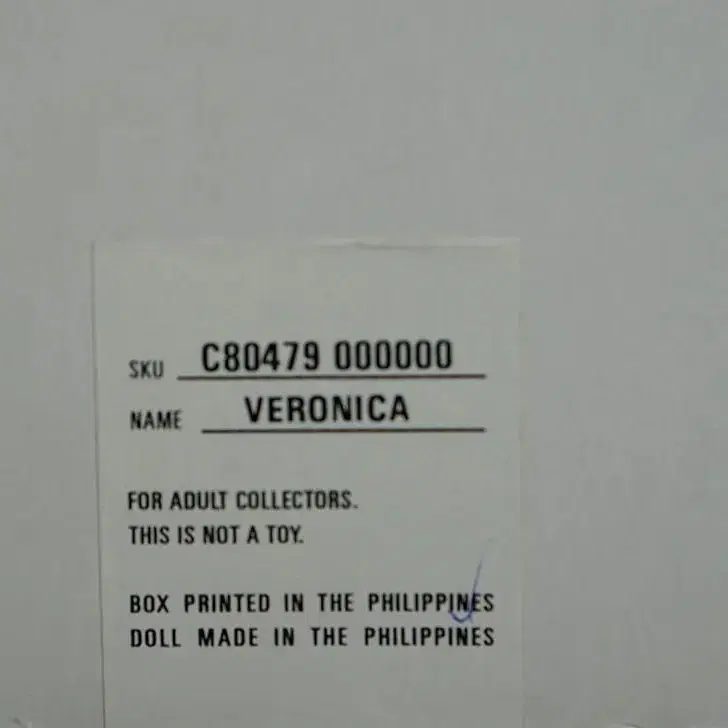 SKU C80479 000000
NAME VERONICA
FOR ADULT COLLECTORS.
THIS IS NOT A TOY.
BOX PRINTED IN THE PHILIPPINES
DOLL MADE IN THE PHILIPPINES